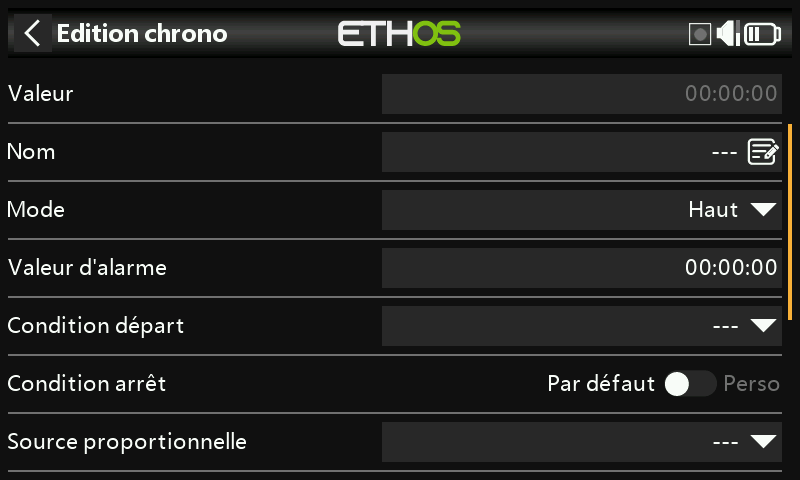 Edition chrono
ETHOS
Valeur 00:00:00
Nom ---
Mode Haut
Valeur d'alarme 00:00:00
Condition départ ---
Condition arrêt Par défaut Perso
Source proportionnelle ---